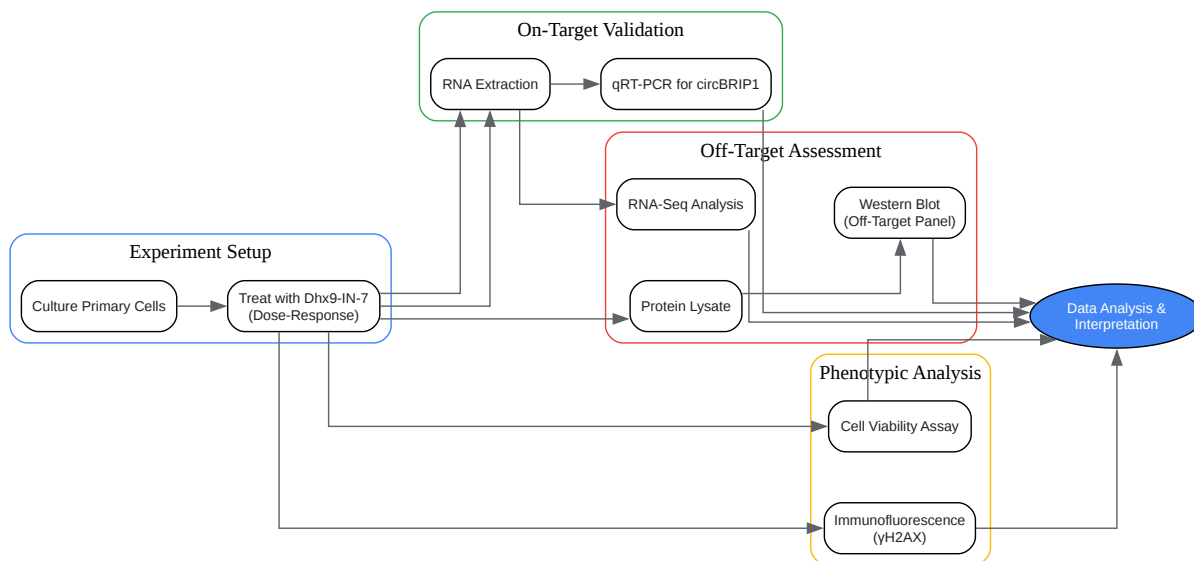 On-Target Validation
RNA Extraction
qRT-PCR for circBRIP1
Off-Target Assessment
RNA-Seq Analysis
Western Blot
(Off-Target Panel)
Protein Lysate
Experiment Setup
Culture Primary Cells
Treat with Dhx9-IN-7
(Dose-Response)
Data Analysis &
Interpretation
Phenotypic Analysis
Cell Viability Assay
Immunofluorescence
(γH2AX)